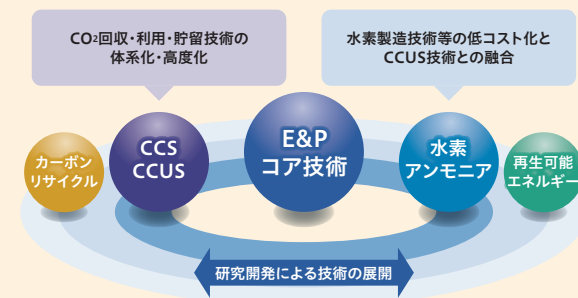 CO2回収・利用・貯留技術の
体系化・高度化
水素製造技術等の低コスト化と
CCUS技術との融合
カーボン
リサイクル
CCS
CCUS
E&P
コア技術
水素
アンモニア
再生可能
エネルギー
研究開発による技術の展開